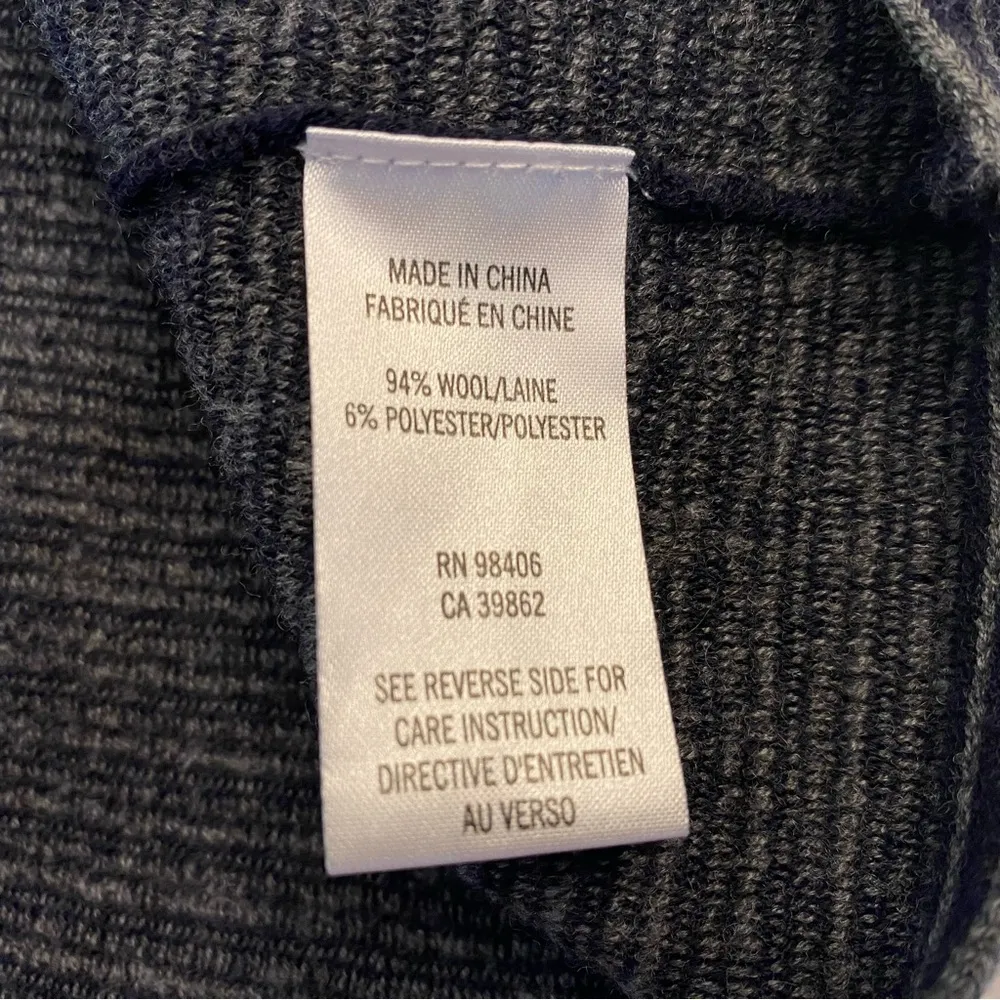 MADE IN CHINA
FABRIQUÉ EN CHINE
94% WOOL/LAINE
6% POLYESTER/POLYESTER
RN 98406
CA 39862
SEE REVERSE SIDE FOR
CARE INSTRUCTION/
DIRECTIVE D'ENTRETIEN
AU VERSO